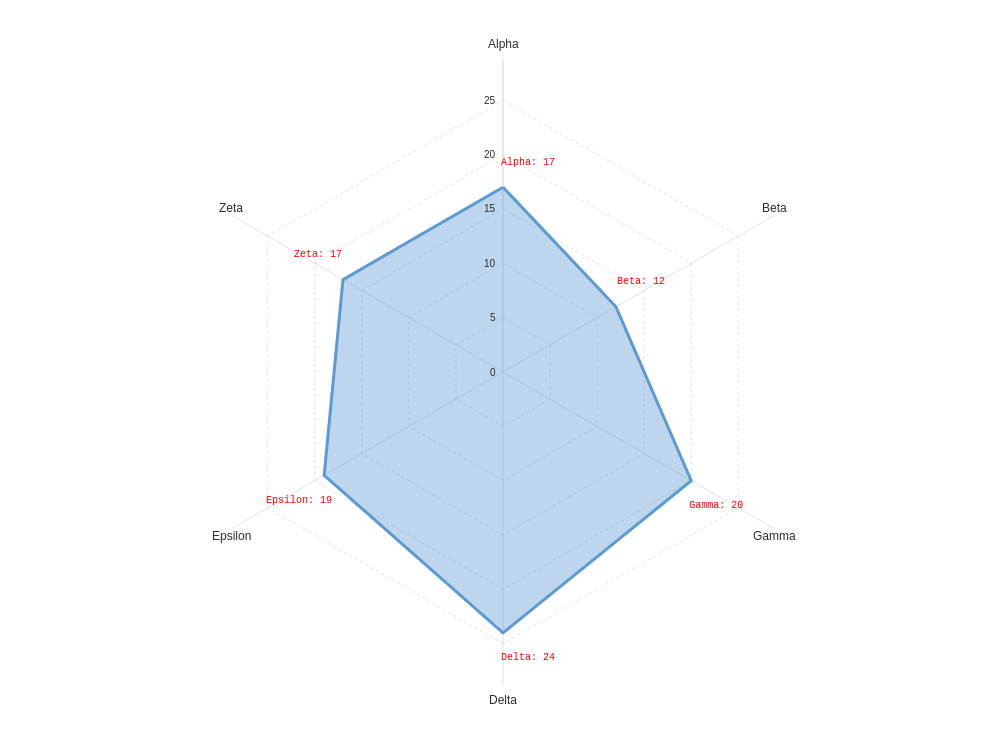 Alpha
25
20
Alpha: 17
15
Zeta
Beta
Zeta: 17
10
Beta: 12
5
0
Epsilon: 19
Gamma: 20
Epsilon
Gamma
Delta: 24
Delta